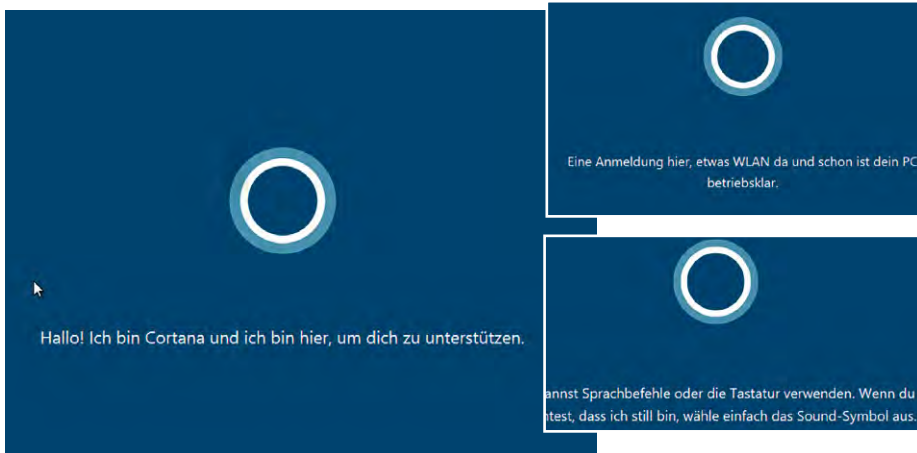 Hallo! Ich bin Cortana und ich bin hier, um dich zu unterstützen.
Eine Anmeldung hier, etwas WLAN da und schon ist dein PC
betriebsklar.
annst Sprachbefehle oder die Tastatur verwenden. Wenn du
htest, dass ich still bin, wähle einfach das Sound-Symbol aus.